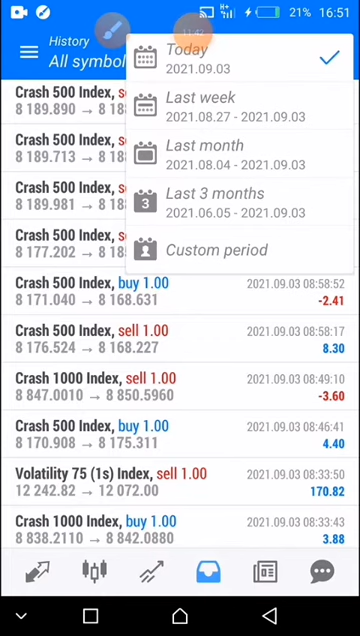 21% 16:51
11:42
History
All symbol
Today
2021.09.03
Last week
2021.08.27 - 2021.09.03
Last month
2021.08.04 - 2021.09.03
3
Last 3 months
2021.06.05 - 2021.09.03
Custom period
Crash 500 Index, s
8 189.890 → 8 18
Crash 500 Index, s
8 189.713 → 8 18
Crash 500 Index, s
8 189.981 → 8 18
Crash 500 Index, s
8 177.202 → 8 18
Crash 500 Index, buy 1.00 2021.09.03 08:58:52
8 171.040 → 8 168.631 -2.41
Crash 500 Index, sell 1.00 2021.09.03 08:58:17
8 176.524 → 8 168.227 8.30
Crash 1000 Index, sell 1.00 2021.09.03 08:49:10
8 847.0010 → 8 850.5960 -3.60
Crash 500 Index, buy 1.00 2021.09.03 08:46:41
8 170.908 → 8 175.311 4.40
Volatility 75 (1s) Index, sell 1.00 2021.09.03 08:33:50
12 242.82 → 12 072.00 170.82
Crash 1000 Index, buy 1.00 2021.09.03 08:33:43
8 838.2110 → 8 842.0880 3.88